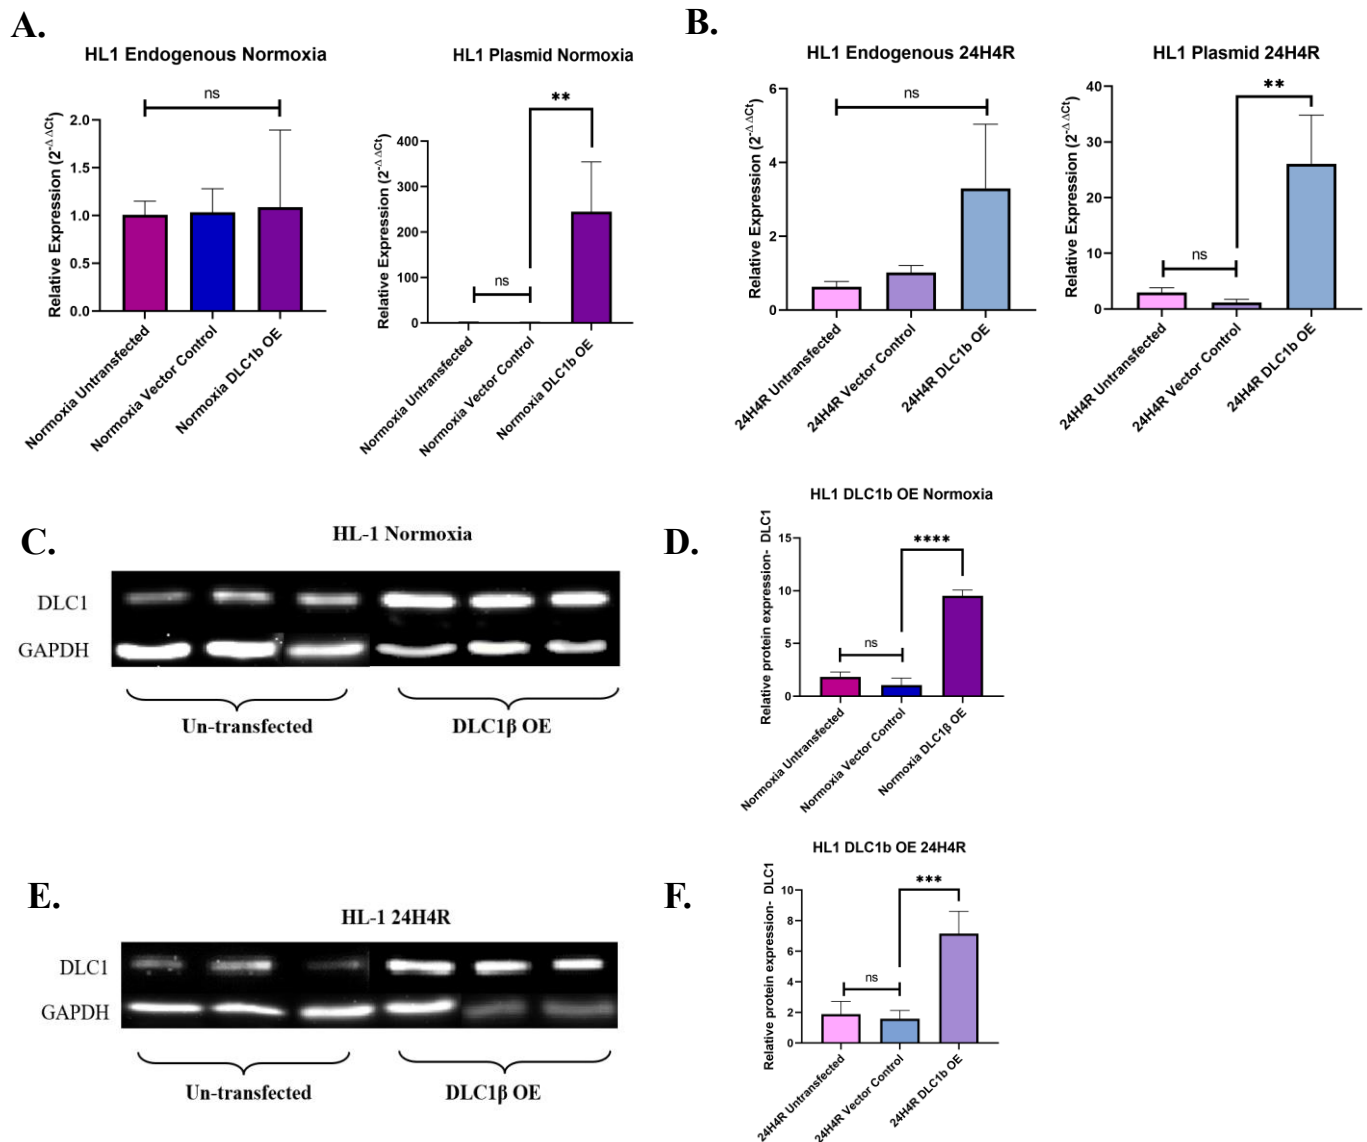 A.
HL1 Endogenous Normoxia
ns
Relative Expression (2^-Δ ΔCt)
2.0
1.5
1.0
0.5
0.0
Normoxia Untransfected
Normoxia Vector Control
Normoxia DLC1b OE
HL1 Plasmid Normoxia
**
ns
Relative Expression (2^-Δ ΔCt)
400
300
200
100
0
Normoxia Untransfected
Normoxia Vector Control
Normoxia DLC1b OE
B.
HL1 Endogenous 24H4R
ns
Relative Expression (2^-Δ ΔCt)
6
4
2
0
24H4R Untransfected
24H4R Vector Control
24H4R DLC1b OE
HL1 Plasmid 24H4R
**
ns
Relative Expression (2^-Δ ΔCt)
40
30
20
10
0
24H4R Untransfected
24H4R Vector Control
24H4R DLC1b OE
C.
HL-1 Normoxia
DLC1
GAPDH
Un-transfected
DLC1β OE
D.
HL1 DLC1b OE Normoxia
****
ns
Relative protein expression- DLC1
15
10
5
0
Normoxia Untransfected
Normoxia Vector Control
Normoxia DLC1β OE
E.
HL-1 24H4R
DLC1
GAPDH
Un-transfected
DLC1β OE
F.
HL1 DLC1b OE 24H4R
***
ns
Relative protein expression- DLC1
10
8
6
4
2
0
24H4R Untransfected
24H4R Vector Control
24H4R DLC1b OE